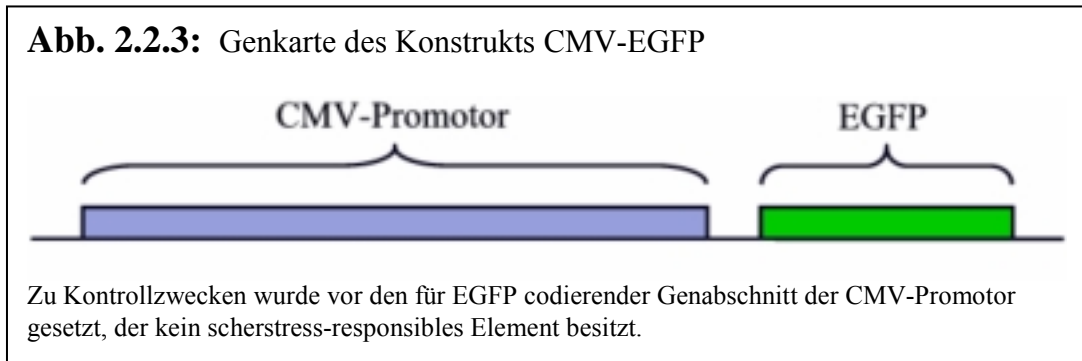 Abb. 2.2.3: Genkarte des Konstrukts CMV-EGFP
CMV-Promotor EGFP
Zu Kontrollzwecken wurde vor den für EGFP codierender Genabschnitt der CMV-Promotor
gesetzt, der kein scherstress-responsibles Element besitzt.